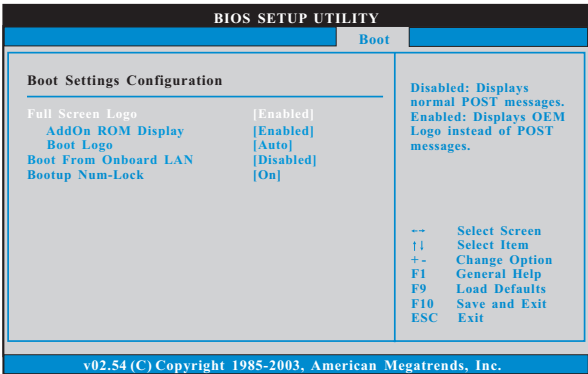 BIOS SETUP UTILITY
Boot
Boot Settings Configuration
Full Screen Logo [Enabled]
AddOn ROM Display [Enabled]
Boot Logo [Auto]
Boot From Onboard LAN [Disabled]
Bootup Num-Lock [On]
Disabled: Displays
normal POST messages.
Enabled: Displays OEM
Logo instead of POST
messages.
←→ Select Screen
↑↓ Select Item
+- Change Option
F1 General Help
F9 Load Defaults
F10 Save and Exit
ESC Exit
v02.54 (C) Copyright 1985-2003, American Megatrends, Inc.